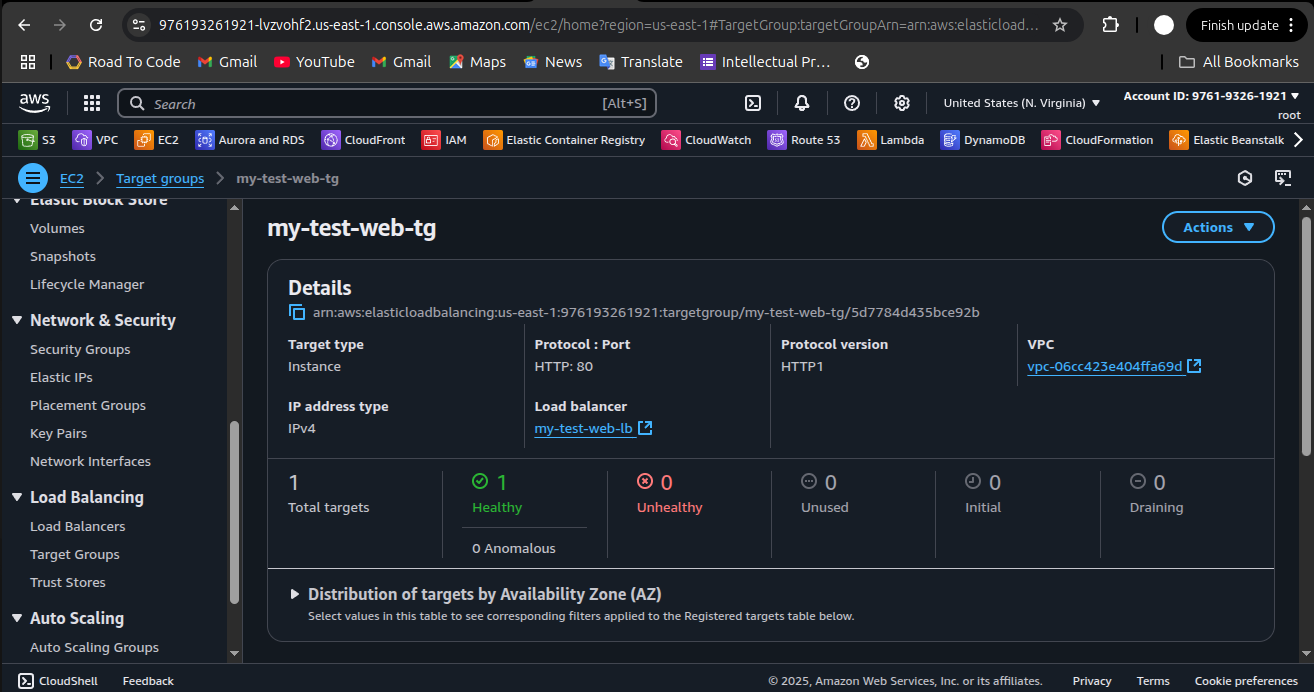 976193261921-lvzvohf2.us-east-1.console.aws.amazon.com/ec2/home?region=us-east-1#TargetGroup:targetGroupArn=arn:aws:elasticload...
Finish update
Road To Code Gmail YouTube Gmail Maps News Translate Intellectual Pr... All Bookmarks
aws Search [Alt+S] United States (N. Virginia) Account ID: 9761-9326-1921
root
S3 VPC EC2 Aurora and RDS CloudFront IAM Elastic Container Registry CloudWatch Route 53 Lambda DynamoDB CloudFormation Elastic Beanstalk
EC2 Target groups my-test-web-tg
Elastic Block Store
Volumes
Snapshots
Lifecycle Manager
Network & Security
Security Groups
Elastic IPs
Placement Groups
Key Pairs
Network Interfaces
Load Balancing
Load Balancers
Target Groups
Trust Stores
Auto Scaling
Auto Scaling Groups
my-test-web-tg
Actions
Details
arn:aws:elasticloadbalancing:us-east-1:976193261921:targetgroup/my-test-web-tg/5d7784d435bce92b
Target type
Instance
Protocol : Port
HTTP: 80
Protocol version
HTTP1
VPC
vpc-06cc423e404ffa69d
IP address type
IPv4
Load balancer
my-test-web-lb
1
Total targets
1
Healthy
0 Anomalous
0
Unhealthy
0
Unused
0
Initial
0
Draining
Distribution of targets by Availability Zone (AZ)
Select values in this table to see corresponding filters applied to the Registered targets table below.
CloudShell Feedback © 2025, Amazon Web Services, Inc. or its affiliates. Privacy Terms Cookie preferences